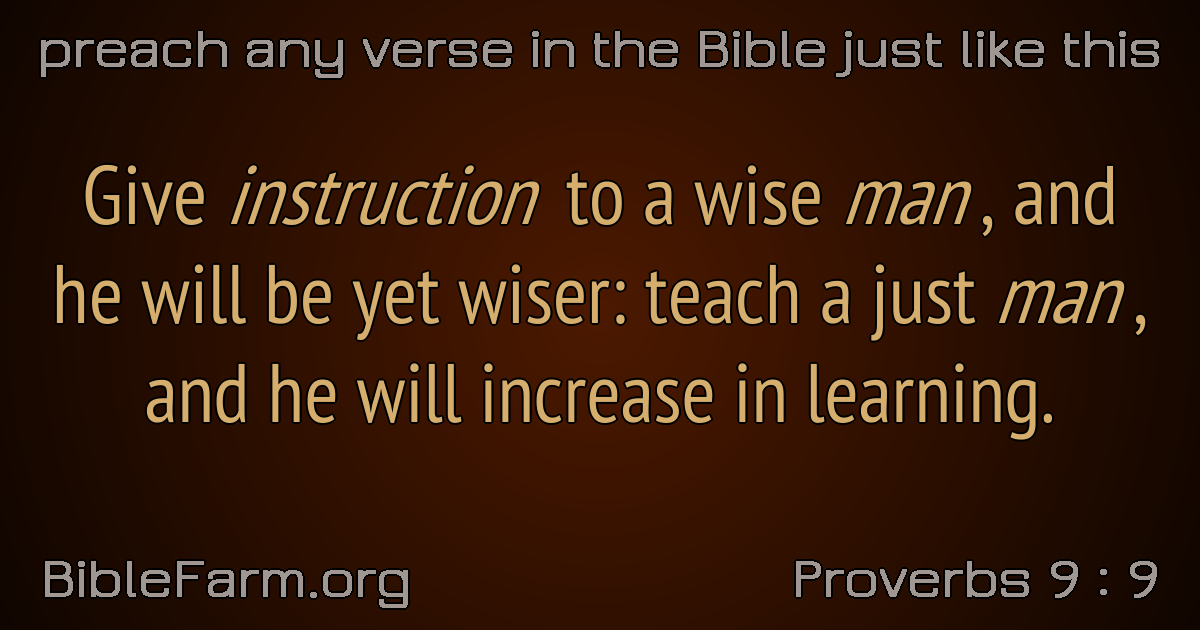 preach any verse in the Bible just like this
Give instruction to a wise man, and
he will be yet wiser: teach a just man,
and he will increase in learning.
BibleFarm.org
Proverbs 9 : 9